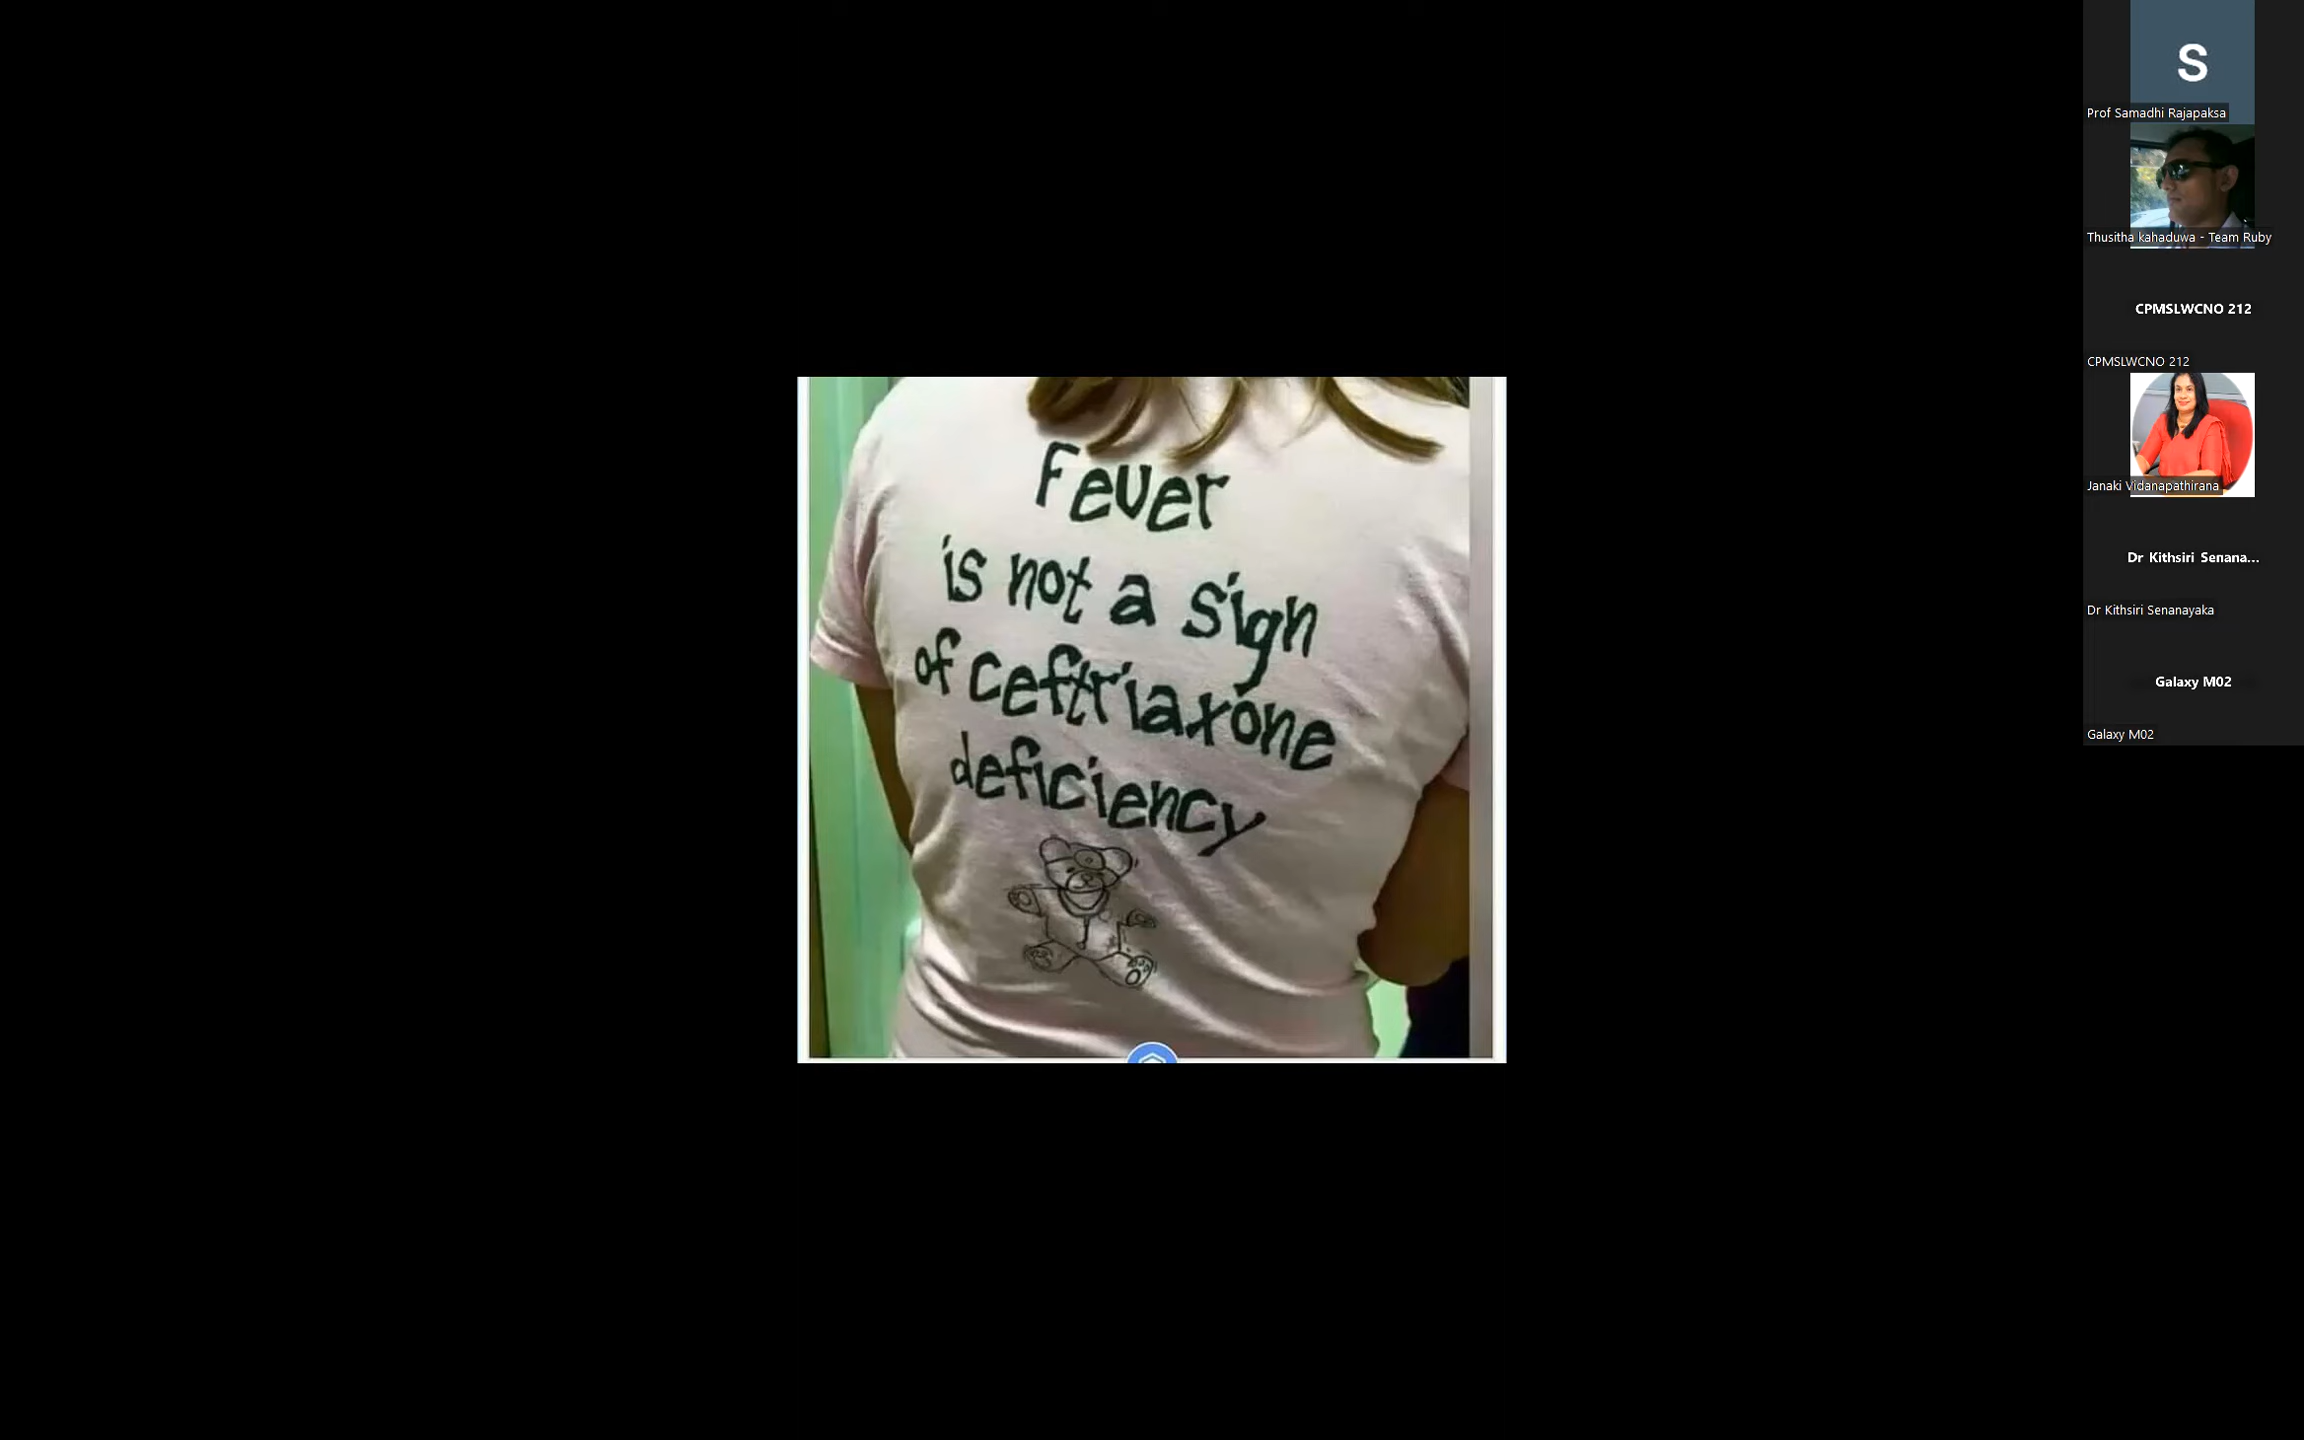 Fever
is not a sign
of ceftriaxone
deficiency
S
Prof Samadhi Rajapaksa
Thusitha kahaduwa - Team Ruby
CPMSLWCNO 212
CPMSLWCNO 212
Janaki Vidanapathirana
Dr Kithsiri Senana...
Dr Kithsiri Senanayaka
Galaxy M02
Galaxy M02